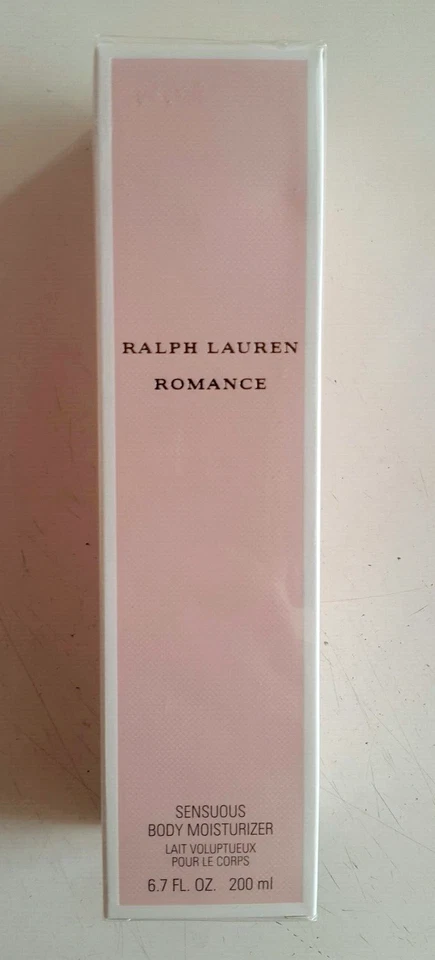 RALPH LAUREN
ROMANCE
SENSUOUS
BODY MOISTURIZER
LAIT VOLUPTUEUX
POUR LE CORPS
6.7 FL. OZ. 200 ml